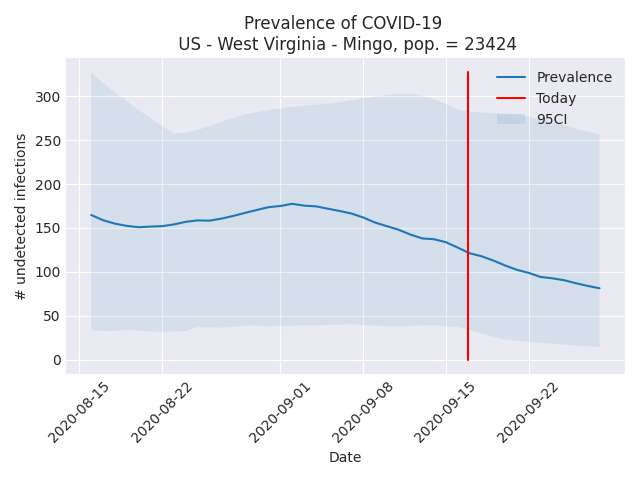 Prevalence of COVID-19
US - West Virginia - Mingo, pop. = 23424
Prevalence
Today
95CI
300
250
200
150
100
50
0
# undetected infections
2020-08-15
2020-08-22
2020-09-01
2020-09-08
2020-09-15
2020-09-22
Date